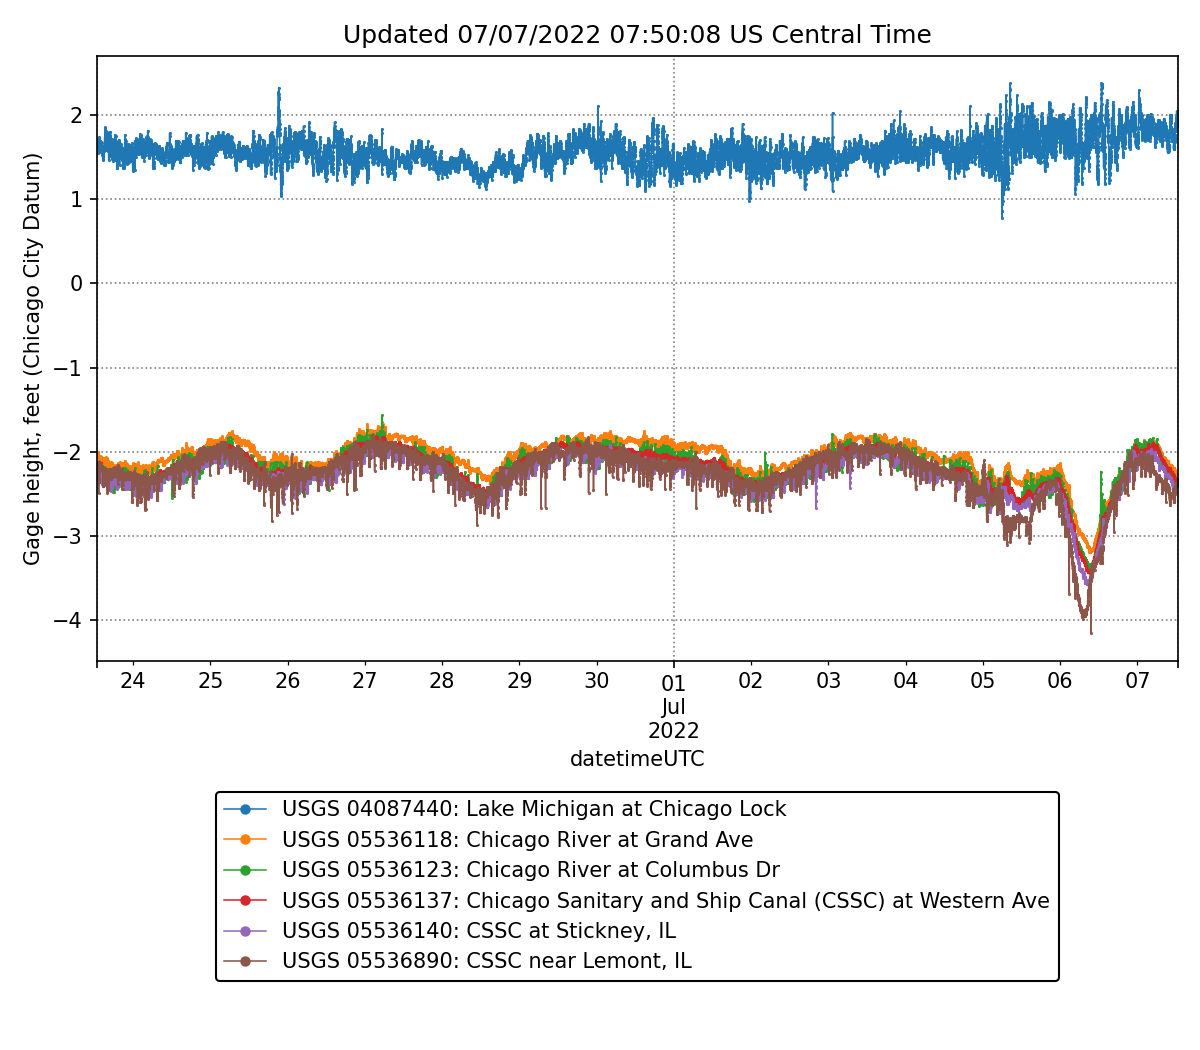 Updated 07/07/2022 07:50:08 US Central Time
Gage height, feet (Chicago City Datum)
2
1
0
−1
−2
−3
−4
24 25 26 27 28 29 30 01 02 03 04 05 06 07
Jul
2022
datetimeUTC
USGS 04087440: Lake Michigan at Chicago Lock
USGS 05536118: Chicago River at Grand Ave
USGS 05536123: Chicago River at Columbus Dr
USGS 05536137: Chicago Sanitary and Ship Canal (CSSC) at Western Ave
USGS 05536140: CSSC at Stickney, IL
USGS 05536890: CSSC near Lemont, IL